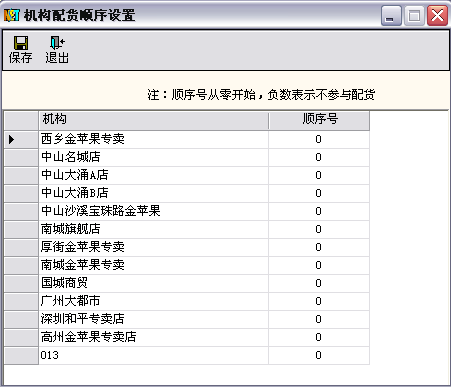 机构配货顺序设置
保存 退出
注：顺序号从零开始，负数表示不参与配货
机构 顺序号
西乡金苹果专卖 0
中山名城店 0
中山大涌A店 0
中山大涌B店 0
中山沙溪宝珠路金苹果 0
南城旗舰店 0
厚街金苹果专卖 0
南城金苹果专卖 0
国城商贸 0
广州大都市 0
深圳和平专卖店 0
高州金苹果专卖店 0
013 0